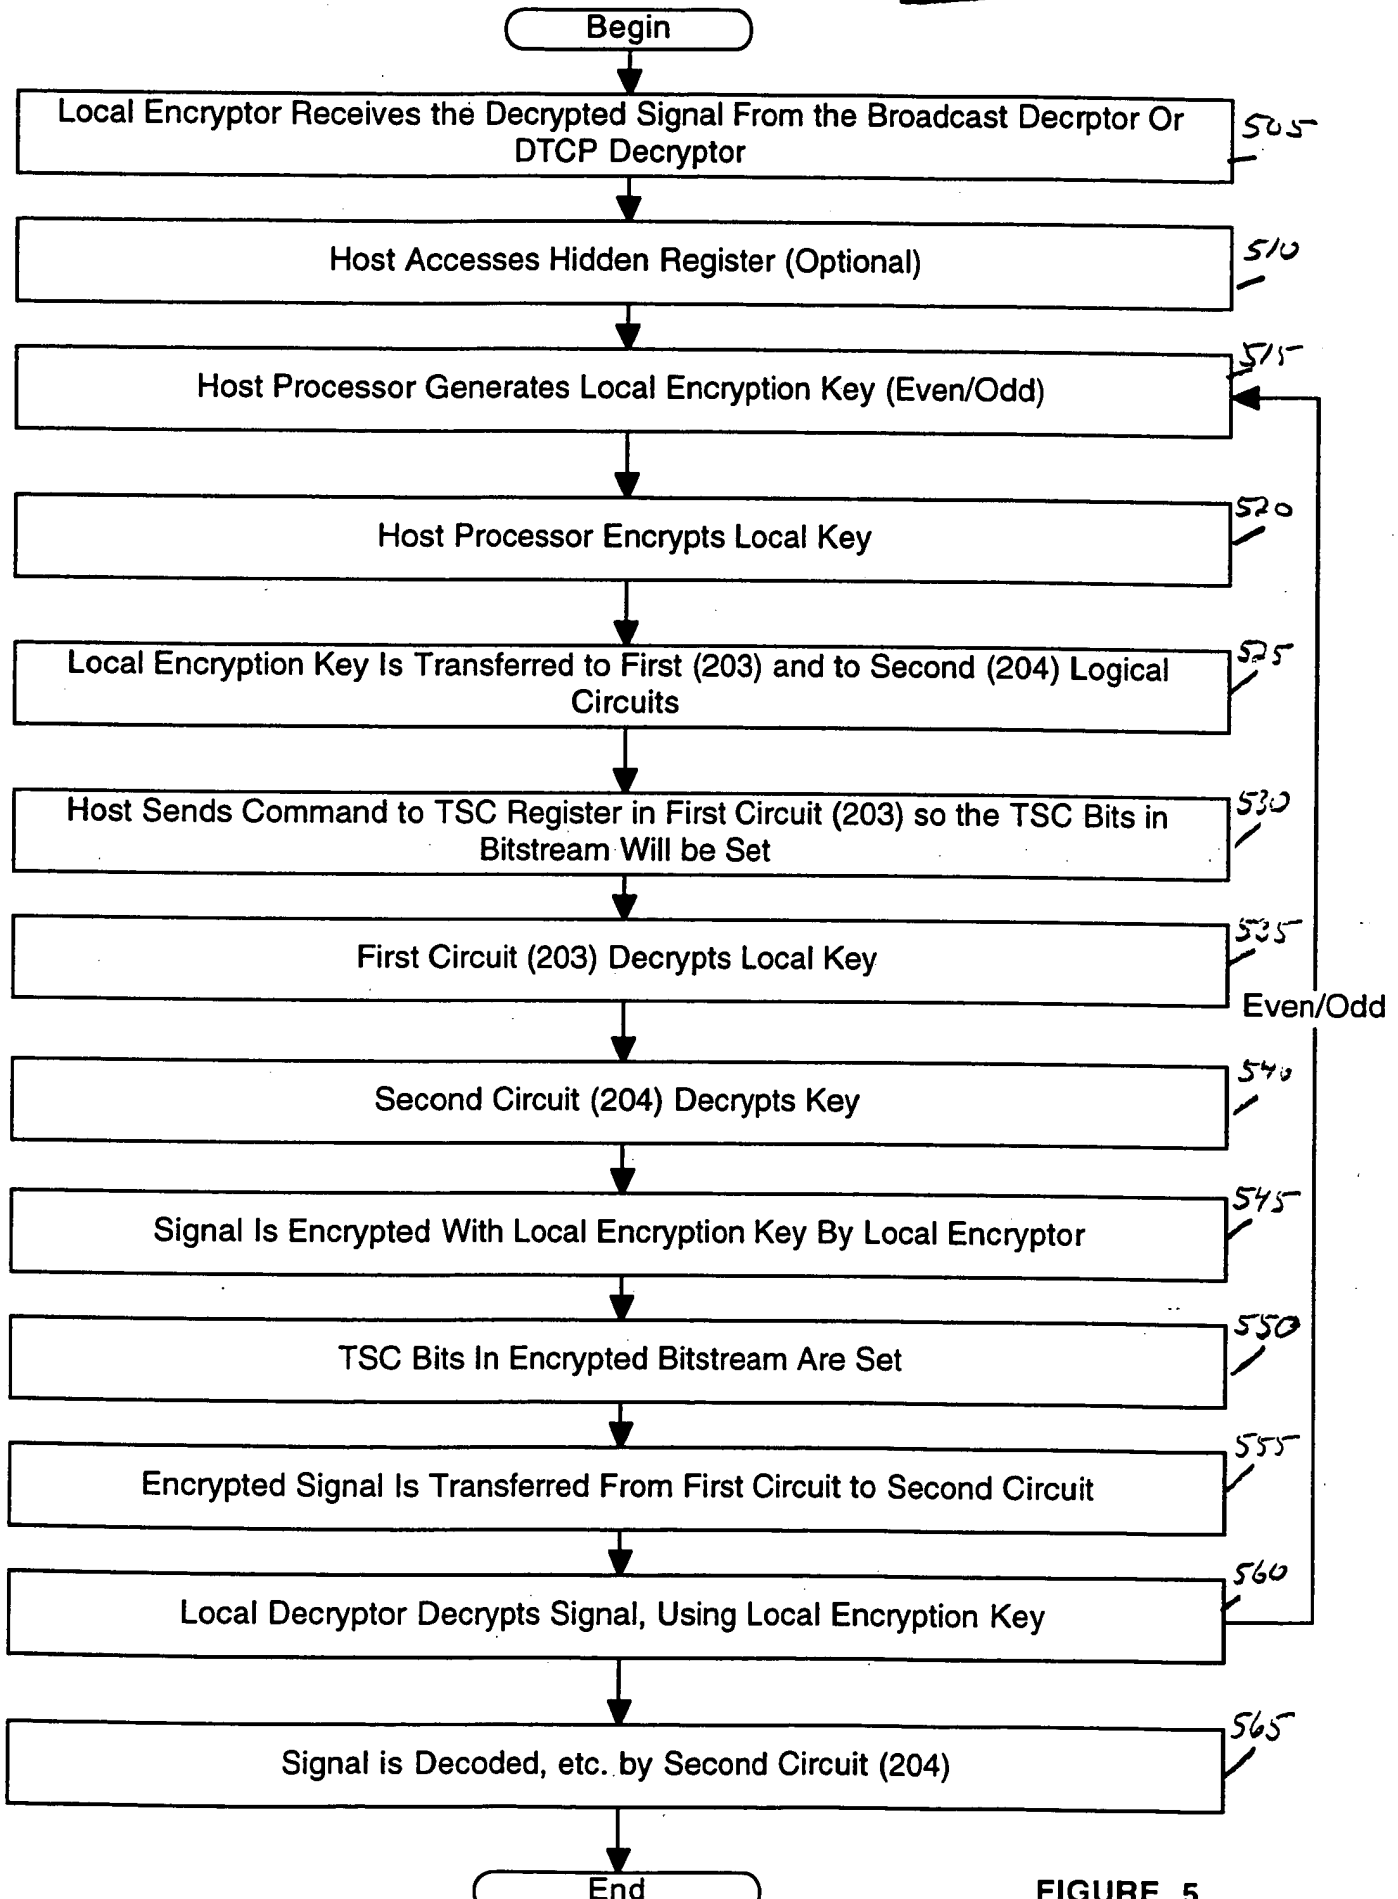 Begin
Local Encryptor Receives the Decrypted Signal From the Broadcast Decrptor Or
DTCP Decryptor
505
Host Accesses Hidden Register (Optional)
510
Host Processor Generates Local Encryption Key (Even/Odd)
515
Host Processor Encrypts Local Key
520
Local Encryption Key Is Transferred to First (203) and to Second (204) Logical
Circuits
525
Host Sends Command to TSC Register in First Circuit (203) so the TSC Bits in
Bitstream Will be Set
530
First Circuit (203) Decrypts Local Key
535
Even/Odd
Second Circuit (204) Decrypts Key
540
Signal Is Encrypted With Local Encryption Key By Local Encryptor
545
TSC Bits In Encrypted Bitstream Are Set
550
Encrypted Signal Is Transferred From First Circuit to Second Circuit
555
Local Decryptor Decrypts Signal, Using Local Encryption Key
560
Signal is Decoded, etc. by Second Circuit (204)
565
End
FIGURE 5